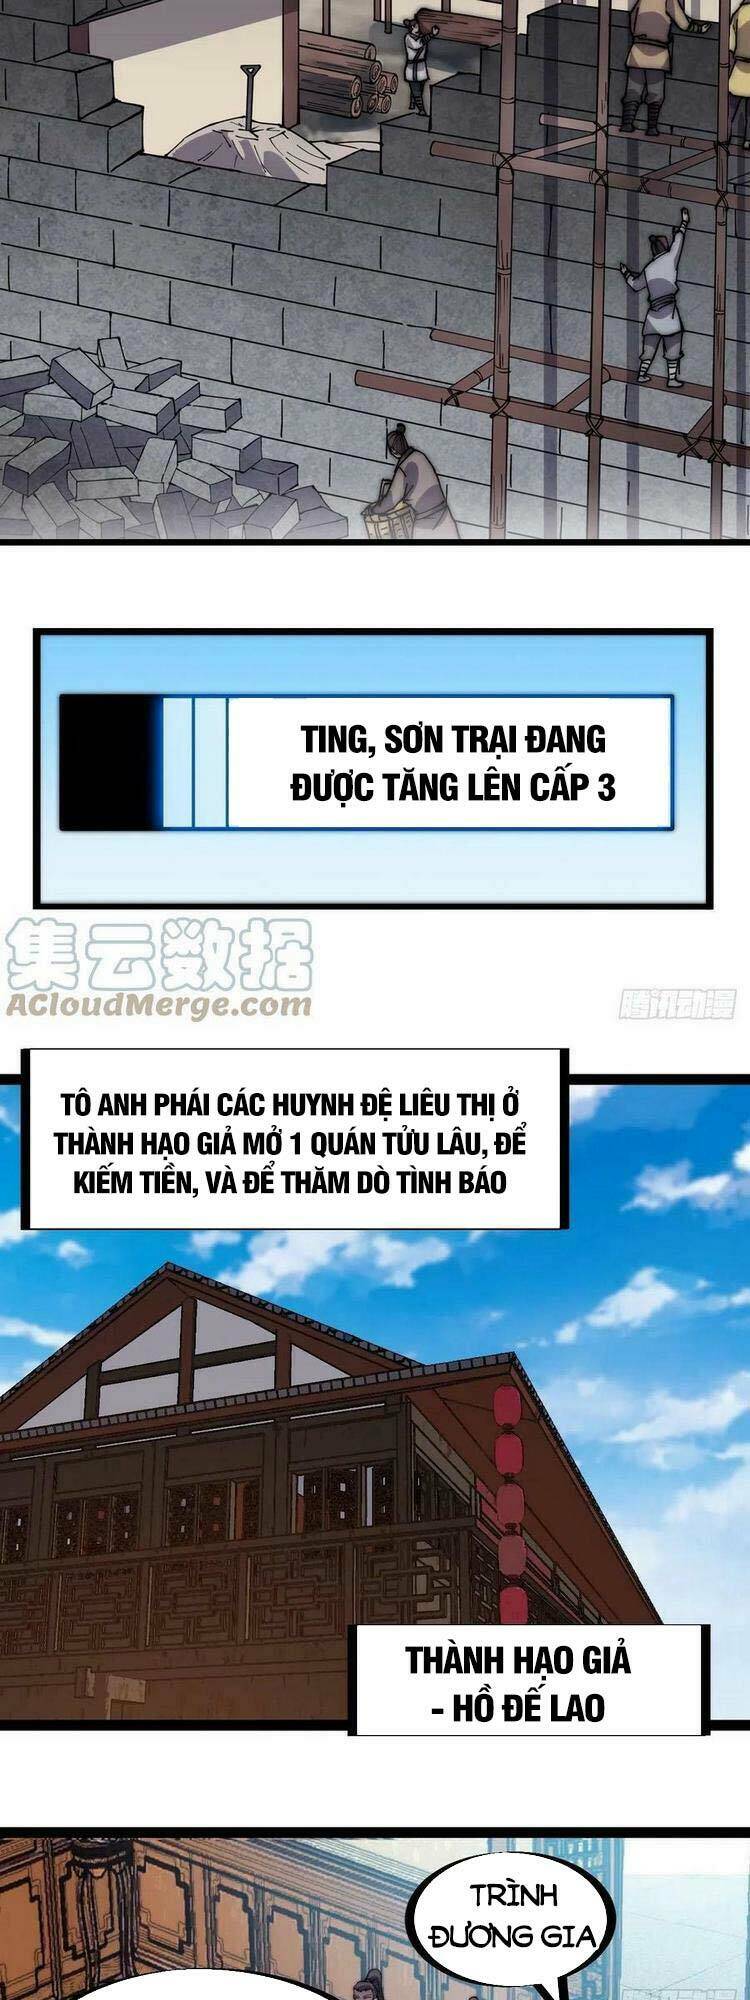 TING, SƠN TRẠI ĐANG
ĐƯỢC TĂNG LÊN CẤP 3
集云数据
ACloudMerge.com
腾讯动漫
TÔ ANH PHÁI CÁC HUYNH ĐỆ LIÊU THỊ Ở
THÀNH HẠO GIẢ MỞ 1 QUÁN TỬU LÂU, ĐỂ
KIẾM TIỀN, VÀ ĐỂ THĂM DÒ TÌNH BÁO
THÀNH HẠO GIẢ
- HỒ ĐẾ LAO
TRÌNH
ĐƯƠNG GIA